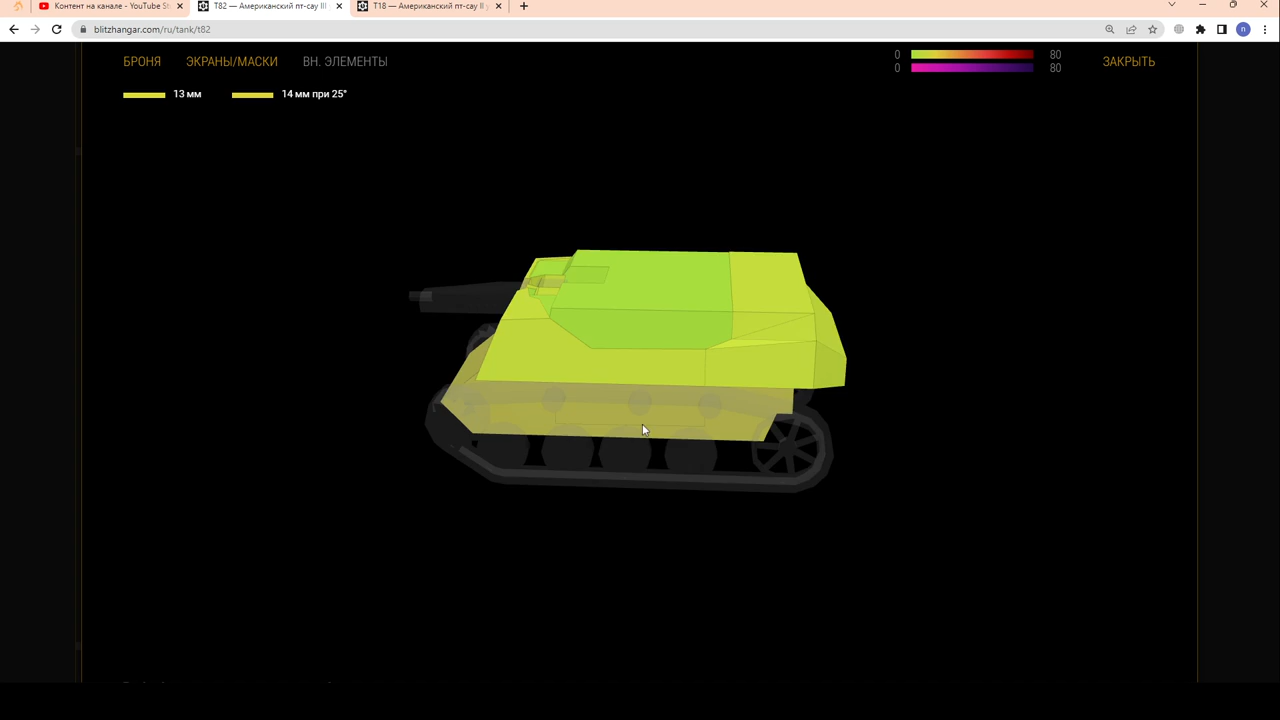 Контент на канале - YouTube St
T82 — Американский пт-сау III
T18 — Американский пт-сау II у
blitzhangar.com/ru/tank/t82
n
БРОНЯ ЭКРАНЫ/МАСКИ ВН. ЭЛЕМЕНТЫ
0 80
0 80
ЗАКРЫТЬ
13 мм 14 мм при 25°